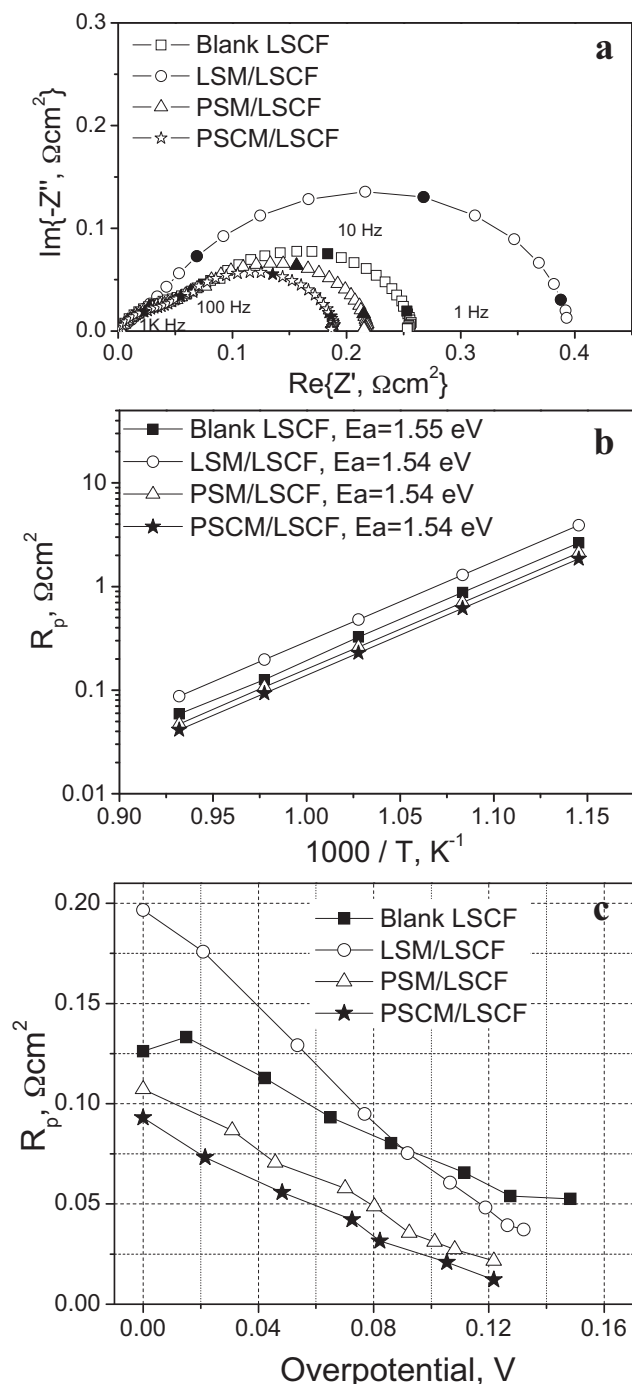 a
Blank LSCF
LSM/LSCF
PSM/LSCF
PSCM/LSCF
0.3
0.2
0.1
0.0
Im{-Z'', Ωcm²}
10 Hz
100 Hz
1K Hz
1 Hz
0.0 0.1 0.2 0.3 0.4
Re{Z', Ωcm²}
b
Blank LSCF, Ea=1.55 eV
LSM/LSCF, Ea=1.54 eV
PSM/LSCF, Ea=1.54 eV
PSCM/LSCF, Ea=1.54 eV
10
1
0.1
0.01
Rₚ, Ωcm²
0.90 0.95 1.00 1.05 1.10 1.15
1000 / T, K⁻¹
c
Blank LSCF
LSM/LSCF
PSM/LSCF
PSCM/LSCF
0.20
0.15
0.10
0.05
0.00
Rₚ, Ωcm²
0.00 0.04 0.08 0.12 0.16
Overpotential, V